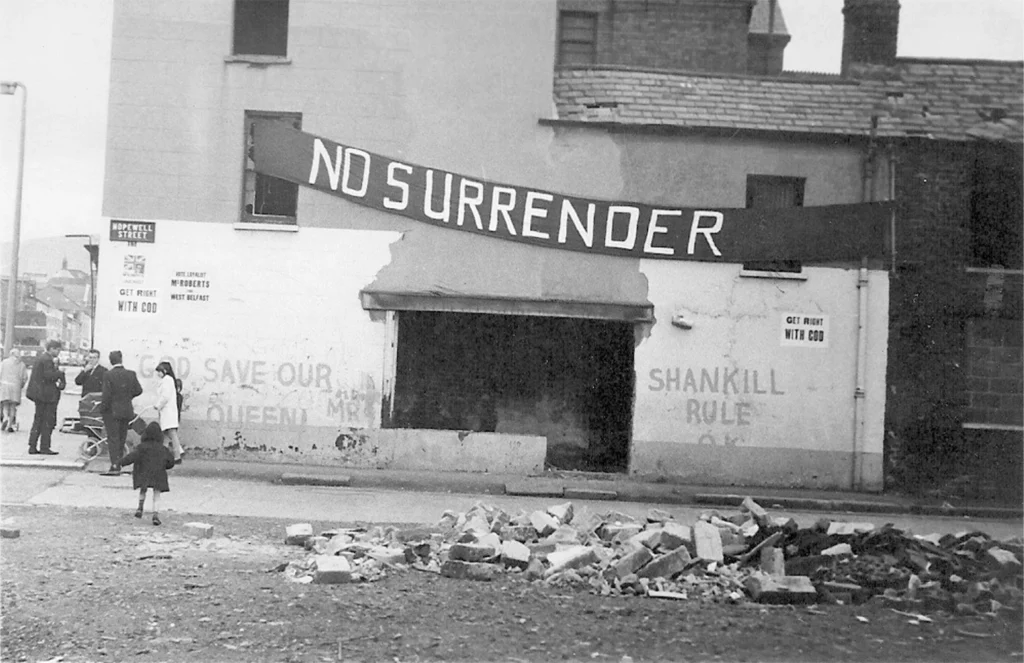 NO SURRENDER
HOPEWELL
STREET
GET RIGHT
WITH GOD
VOTE LOYALIST
McROBERTS
WEST BELFAST
GET RIGHT
WITH GOD
GOD SAVE OUR
QUEEN
SHANKILL
RULE
OK